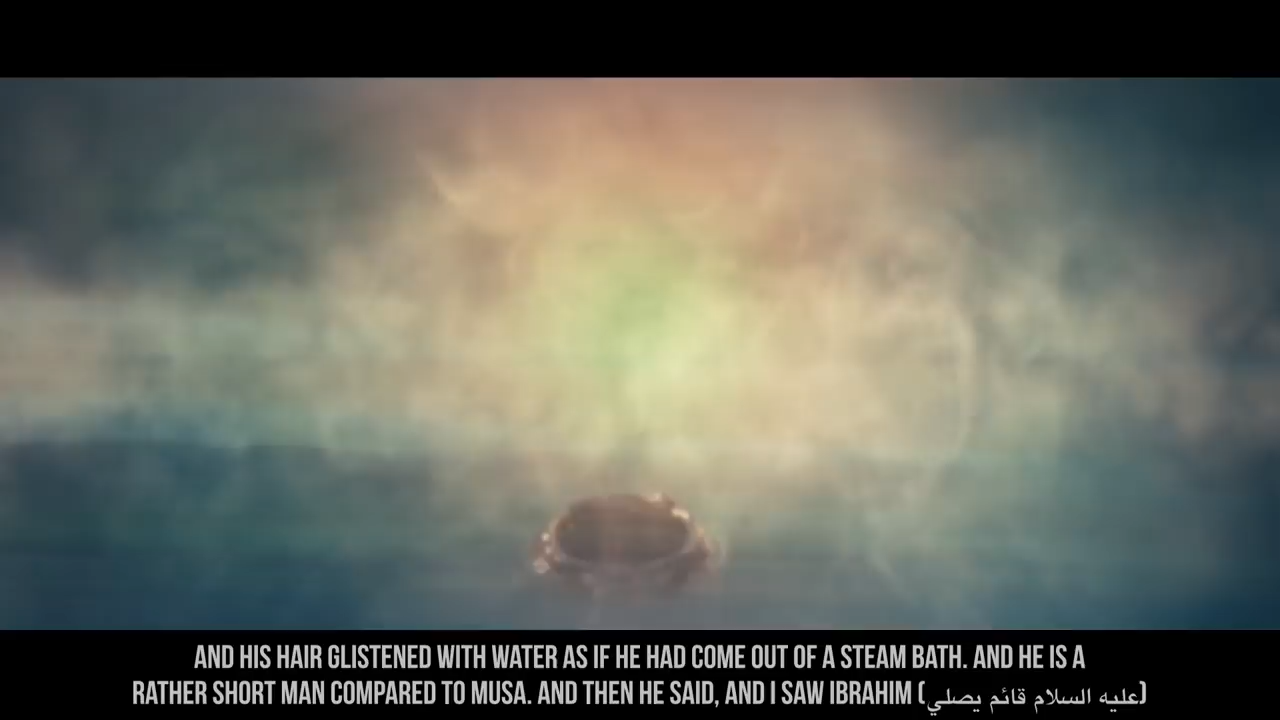 AND HIS HAIR GLISTENED WITH WATER AS IF HE HAD COME OUT OF A STEAM BATH. AND HE IS A
RATHER SHORT MAN COMPARED TO MUSA. AND THEN HE SAID, AND I SAW IBRAHIM (عليه السلام قائم يصلي)